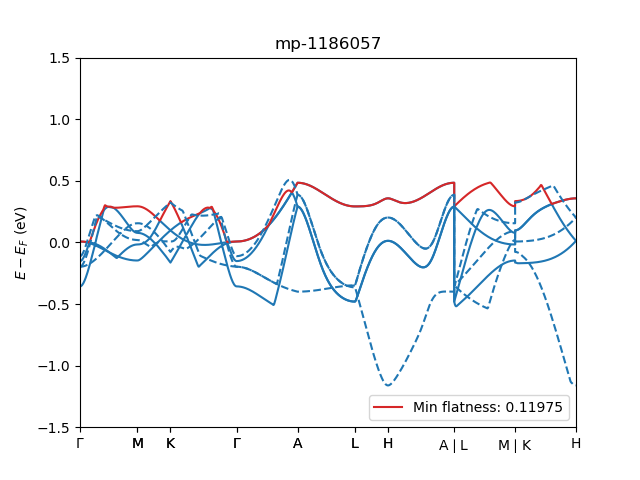 mp-1186057
1.5
1.0
0.5
0.0
−0.5
−1.0
−1.5
E − E_F (eV)
Min flatness: 0.11975
Γ M K Γ A L H A | L M | K H